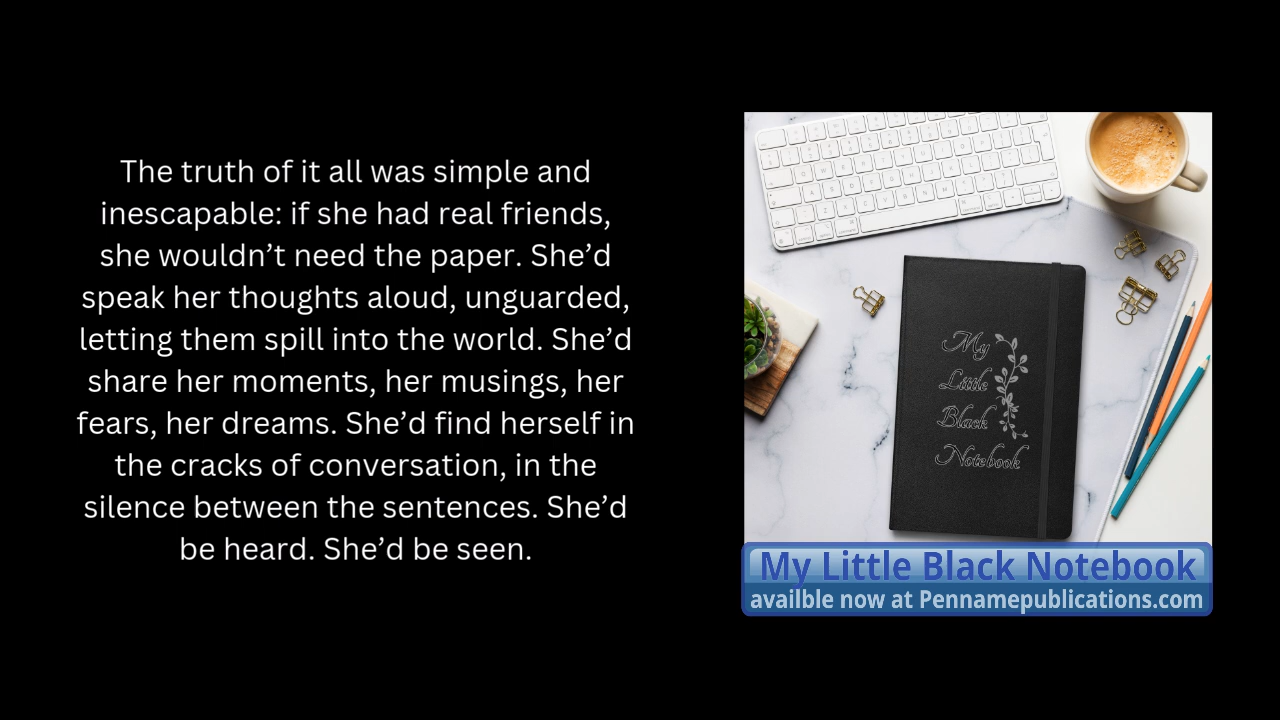 The truth of it all was simple and
inescapable: if she had real friends,
she wouldn’t need the paper. She’d
speak her thoughts aloud, unguarded,
letting them spill into the world. She’d
share her moments, her musings, her
fears, her dreams. She’d find herself in
the cracks of conversation, in the
silence between the sentences. She’d
be heard. She’d be seen.
My
Little
Black
Notebook
My Little Black Notebook
availble now at Pennamepublications.com